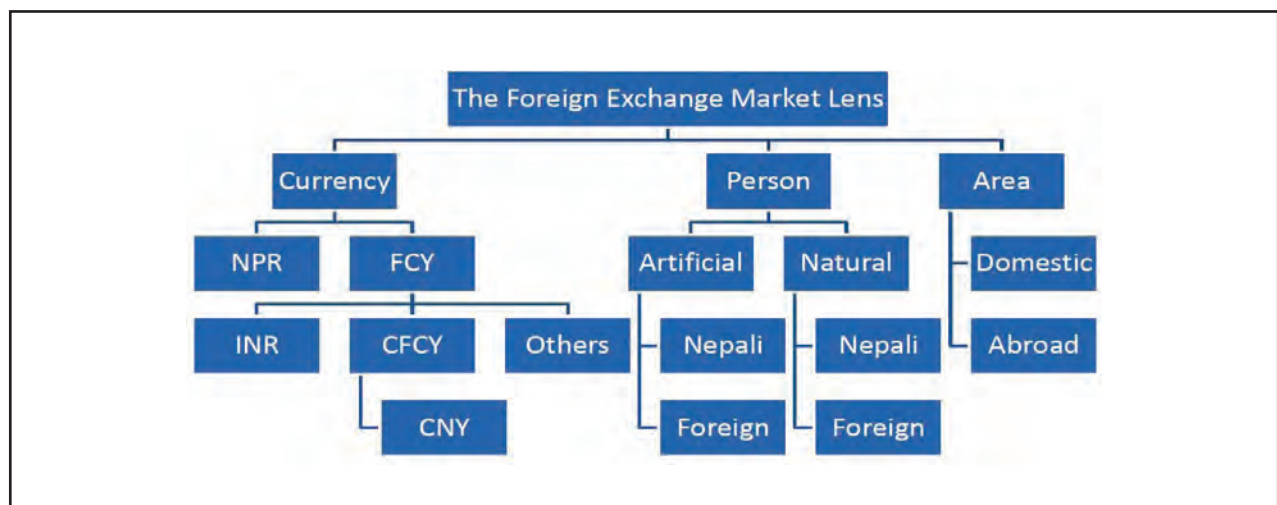 The Foreign Exchange Market Lens
Currency
Person
Area
NPR
FCY
Artificial
Natural
Domestic
INR
CFCY
Others
Nepali
Nepali
Abroad
CNY
Foreign
Foreign